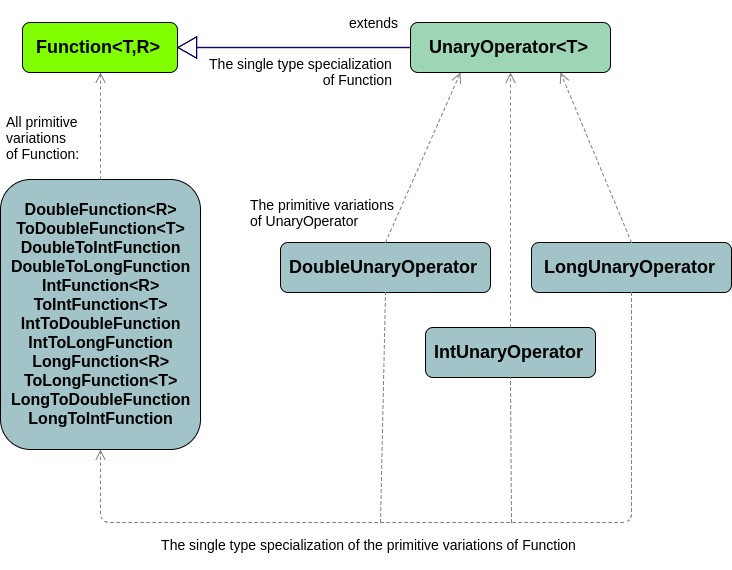 extends
Function<T,R>
UnaryOperator<T>
The single type specialization
of Function
All primitive
variations
of Function:
DoubleFunction<R>
ToDoubleFunction<T>
DoubleToIntFunction
DoubleToLongFunction
IntFunction<R>
ToIntFunction<T>
IntToDoubleFunction
IntToLongFunction
LongFunction<R>
ToLongFunction<T>
LongToDoubleFunction
LongToIntFunction
The primitive variations
of UnaryOperator
DoubleUnaryOperator
LongUnaryOperator
IntUnaryOperator
The single type specialization of the primitive variations of Function